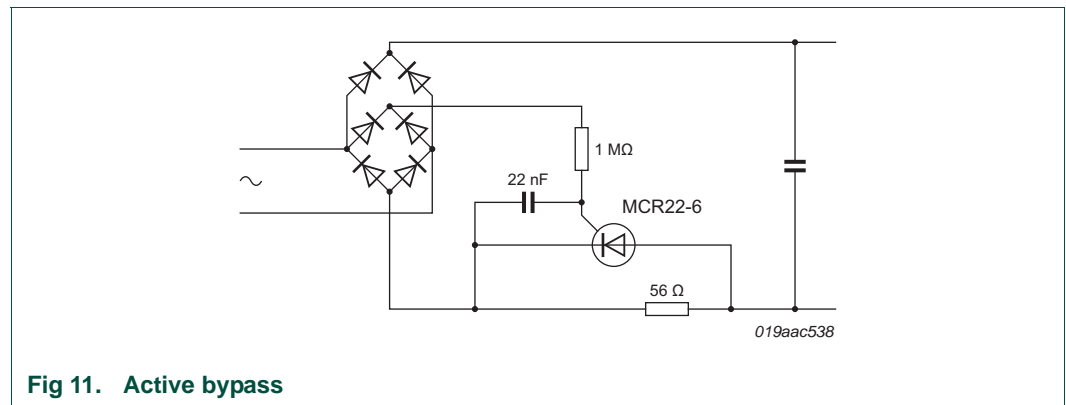 1 MΩ
22 nF
MCR22-6
56 Ω
019aac538
Fig 11. Active bypass